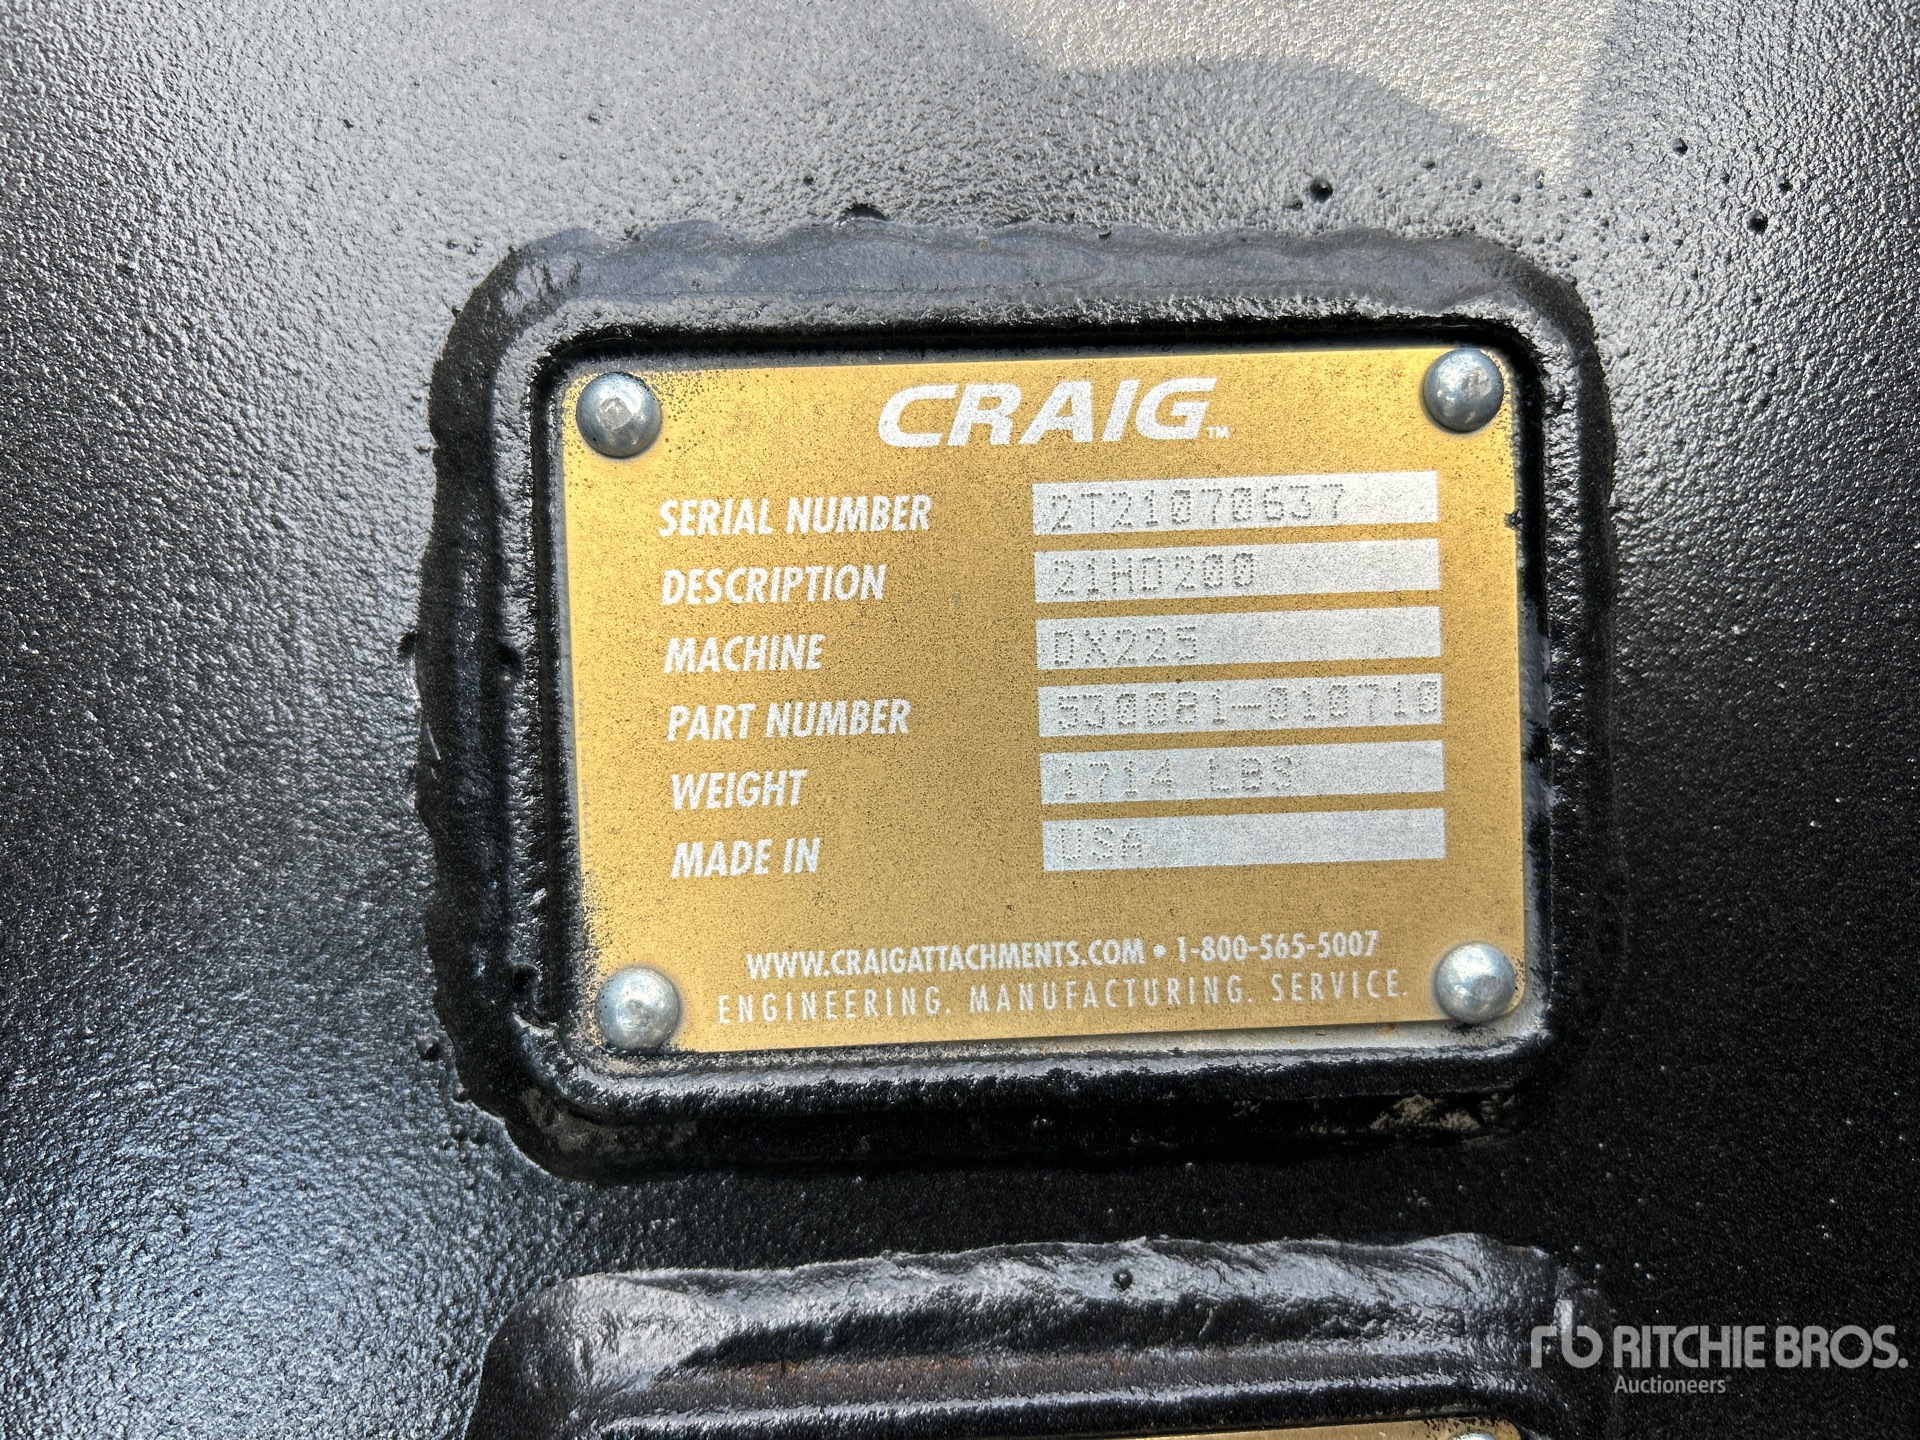 CRAIG™
SERIAL NUMBER 2T21070637
DESCRIPTION 21HD200
MACHINE DX225
PART NUMBER 530081-010710
WEIGHT 1714 LBS
MADE IN USA
WWW.CRAIGATTACHMENTS.COM • 1-800-565-5007
ENGINEERING. MANUFACTURING. SERVICE.
rb RITCHIE BROS.
Auctioneers